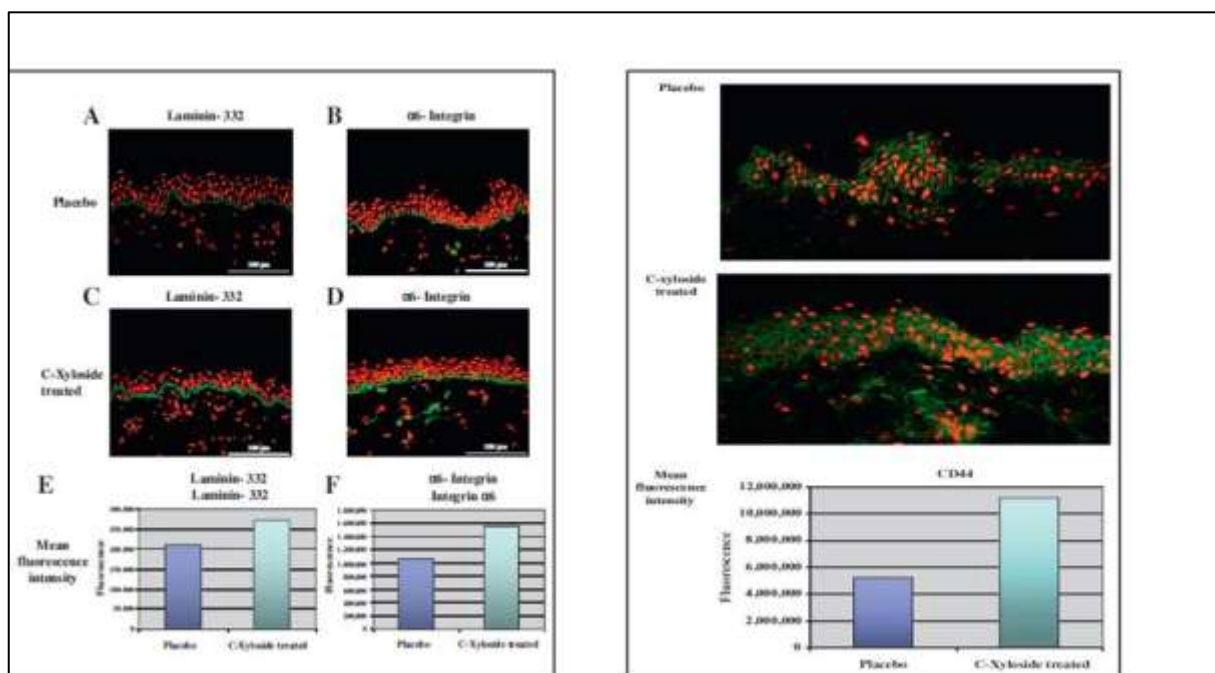 A
Laminin- 332
B
α6- Integrin
Placebo
C
Laminin- 332
D
α6- Integrin
C-Xyloside
treated
E
Laminin- 332
Laminin- 332
F
α6- Integrin
Integrin α6
Mean
fluorescence
intensity
Fluorescence
0
Placebo
C-Xyloside treated
Fluorescence
0
Placebo
C-Xyloside treated
Placebo
C-xyloside
treated
Mean
fluorescence
intensity
CD44
Fluorescence
12,000,000
10,000,000
8,000,000
6,000,000
4,000,000
2,000,000
0
Placebo
C-Xyloside treated